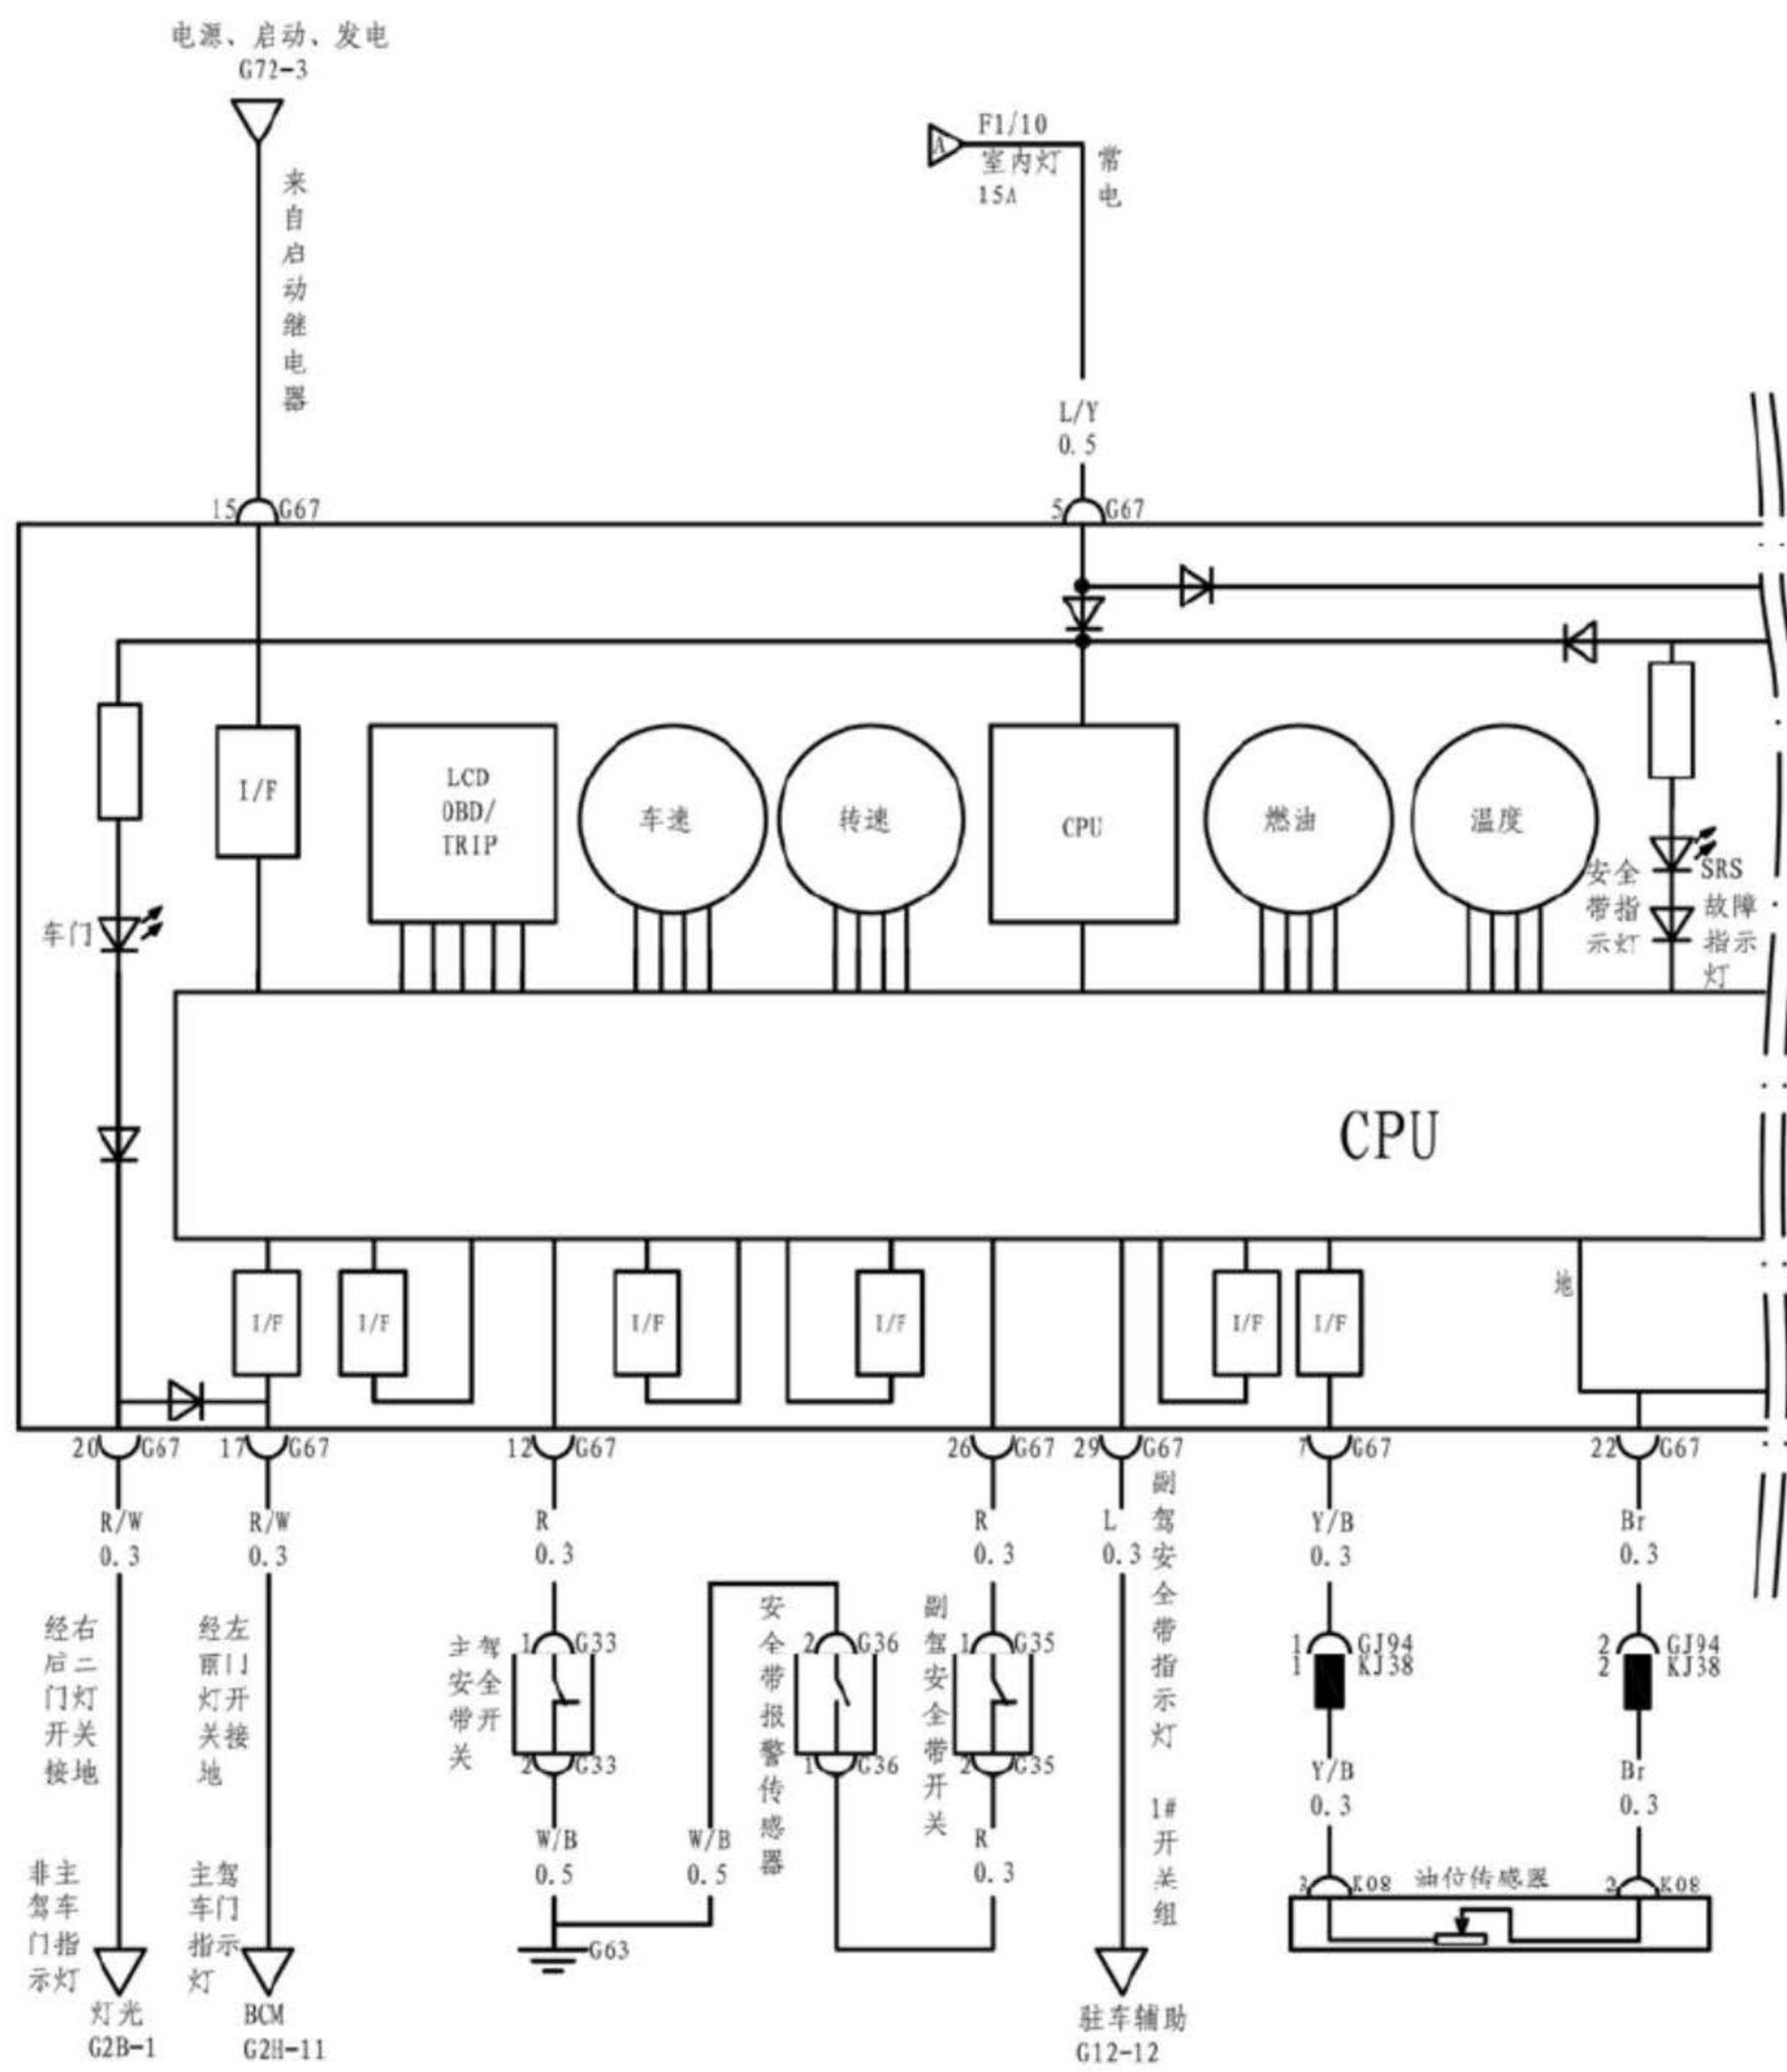 电源、启动、发电
G72-3
来自启动继电器
F1/10
室内灯
15A
常电
L/Y
0.5
15 G67
5 G67
A
I/F
LCD
OBD/
TRIP
车速
转速
CPU
燃油
温度
车门
安全
带指
示灯
SRS
故障
指示
灯
CPU
I/F
I/F
I/F
I/F
I/F
I/F
地
20 G67
17 G67
12 G67
26 G67
29 G67
7 G67
22 G67
R/W
0.3
R/W
0.3
R
0.3
R
0.3
L
0.3
Y/B
0.3
Br
0.3
经右
后二
门灯
开关
接地
经左
前门
灯开
关接
地
主驾
安全
带开
关
1 G33
2 G33
安全带报警传感器
2 G36
1 G36
副驾安全带开关
1 G35
2 G35
副驾安全带指示灯
1#开关组
1 GJ94
1 KJ38
2 GJ94
2 KJ38
W/B
0.5
W/B
0.5
R
0.3
Y/B
0.3
Br
0.3
非主
驾车
门指
示灯
主驾
车门
指示
灯
G63
3 K08
油位传感器
2 K08
灯光
G2B-1
BCM
G2H-11
驻车辅助
G12-12